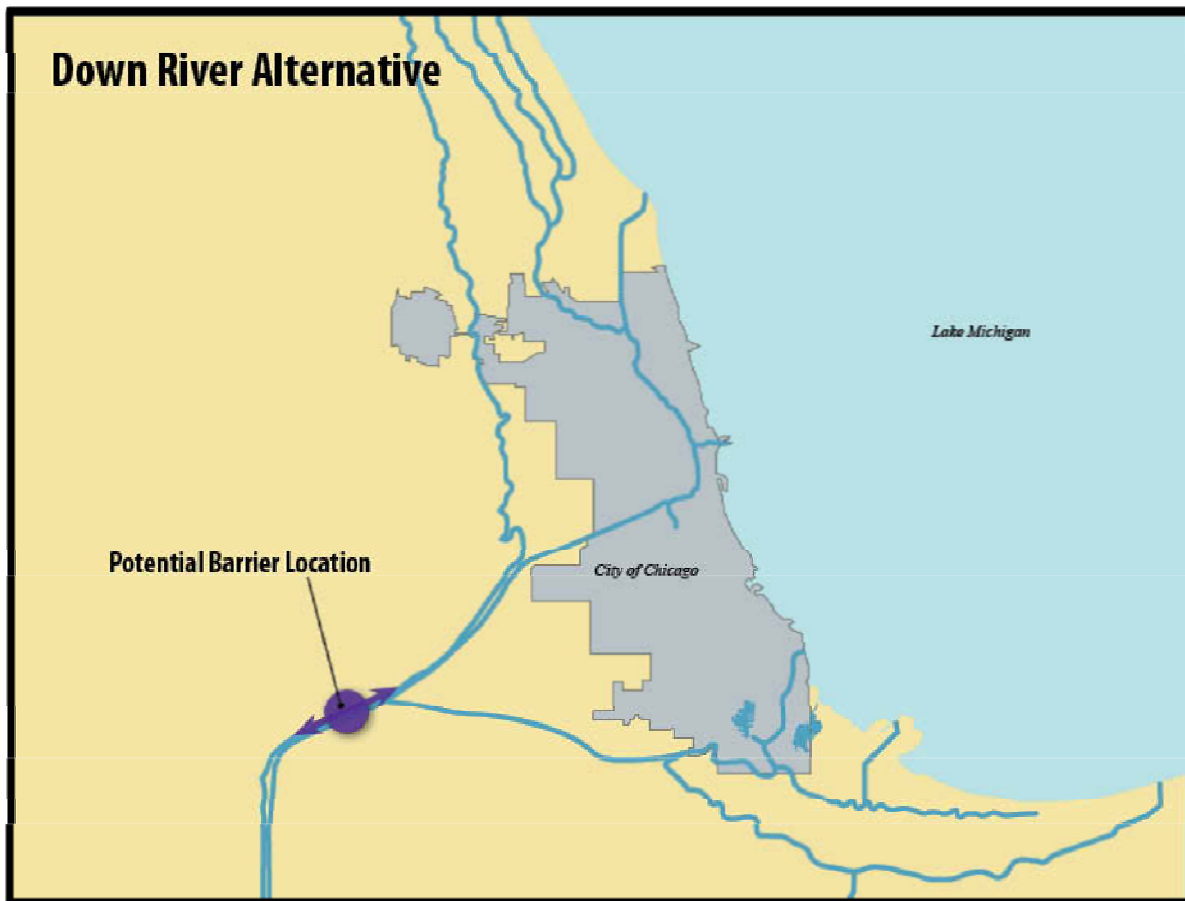 Down River Alternative
Lake Michigan
Potential Barrier Location
City of Chicago